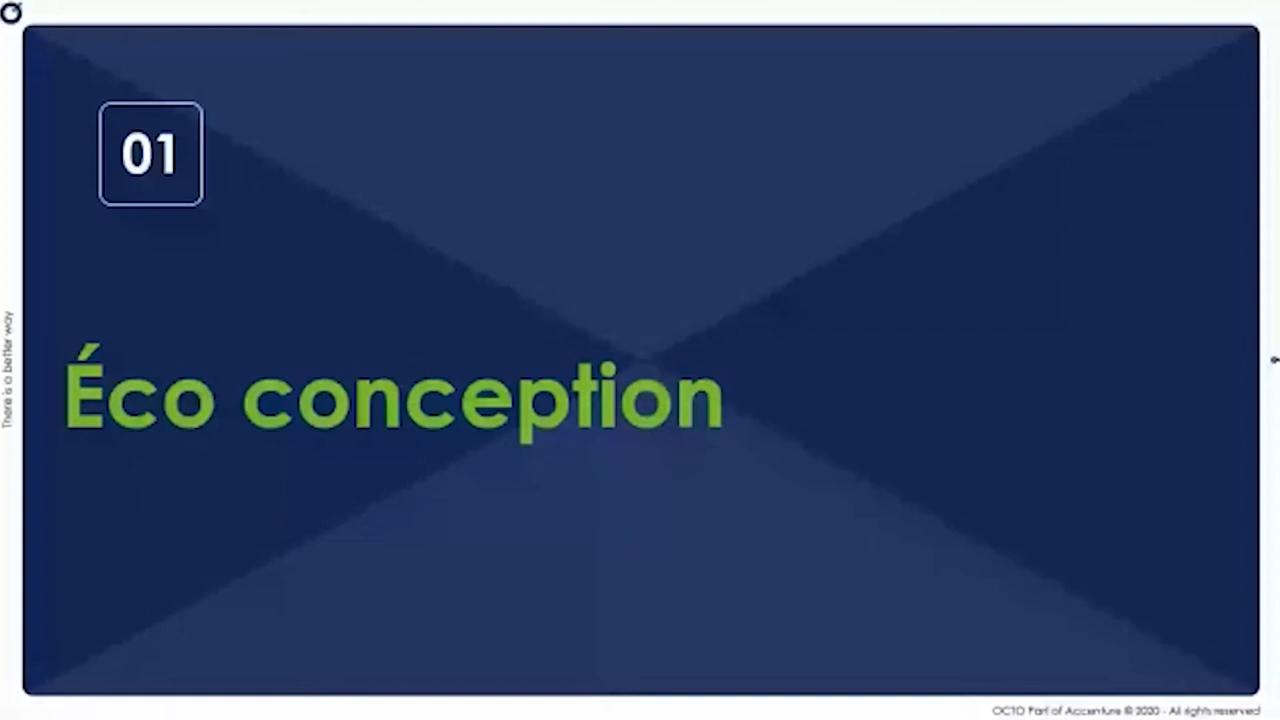 01
Éco conception
There is a better way
OCTO Part of Accenture © 2020 - All rights reserved